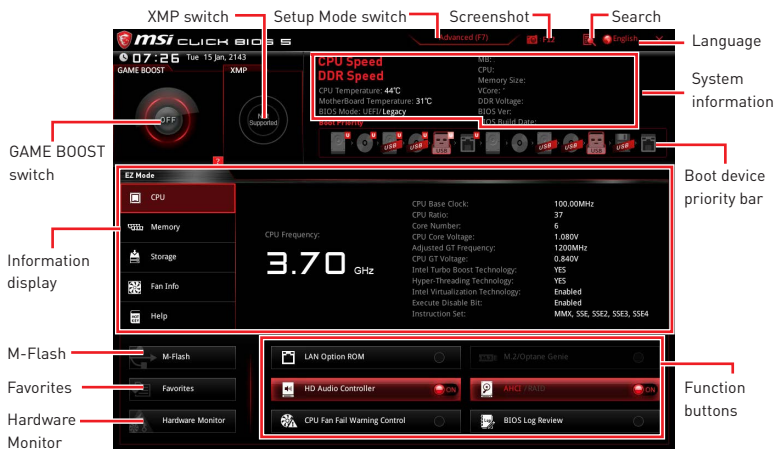 XMP switch
Setup Mode switch
Screenshot
Search
Language
System
information
GAME BOOST
switch
Boot device
priority bar
Information
display
M-Flash
Favorites
Hardware
Monitor
Function
buttons
msi CLICK BIOS 5
Advanced (F7)
F12
English
07:26 Tue 15 Jan, 2143
GAME BOOST
XMP
OFF
Not
Supported
?
CPU Speed
DDR Speed
CPU Temperature: 44°C
MotherBoard Temperature: 31°C
BIOS Mode: UEFI/Legacy
MB:
CPU:
Memory Size:
VCore: -
DDR Voltage:
BIOS Ver:
BIOS Build Date:
Boot Priority
U U U U U
USB USB USB USB USB USB
EZ Mode
CPU
Memory
Storage
Fan Info
Help
CPU Frequency:
3.70 GHz
CPU Base Clock: 100.00MHz
CPU Ratio: 37
Core Number: 6
CPU Core Voltage: 1.080V
Adjusted GT Frequency: 1200MHz
CPU GT Voltage: 0.840V
Intel Turbo Boost Technology: YES
Hyper-Threading Technology: YES
Intel Virtualization Technology: Enabled
Execute Disable Bit: Enabled
Instruction Set: MMX, SSE, SSE2, SSE3, SSE4
M-Flash
Favorites
Hardware Monitor
LAN Option ROM
M.2/Optane Genie
HD Audio Controller ON
AHCI /RAID ON
CPU Fan Fail Warning Control
BIOS Log Review